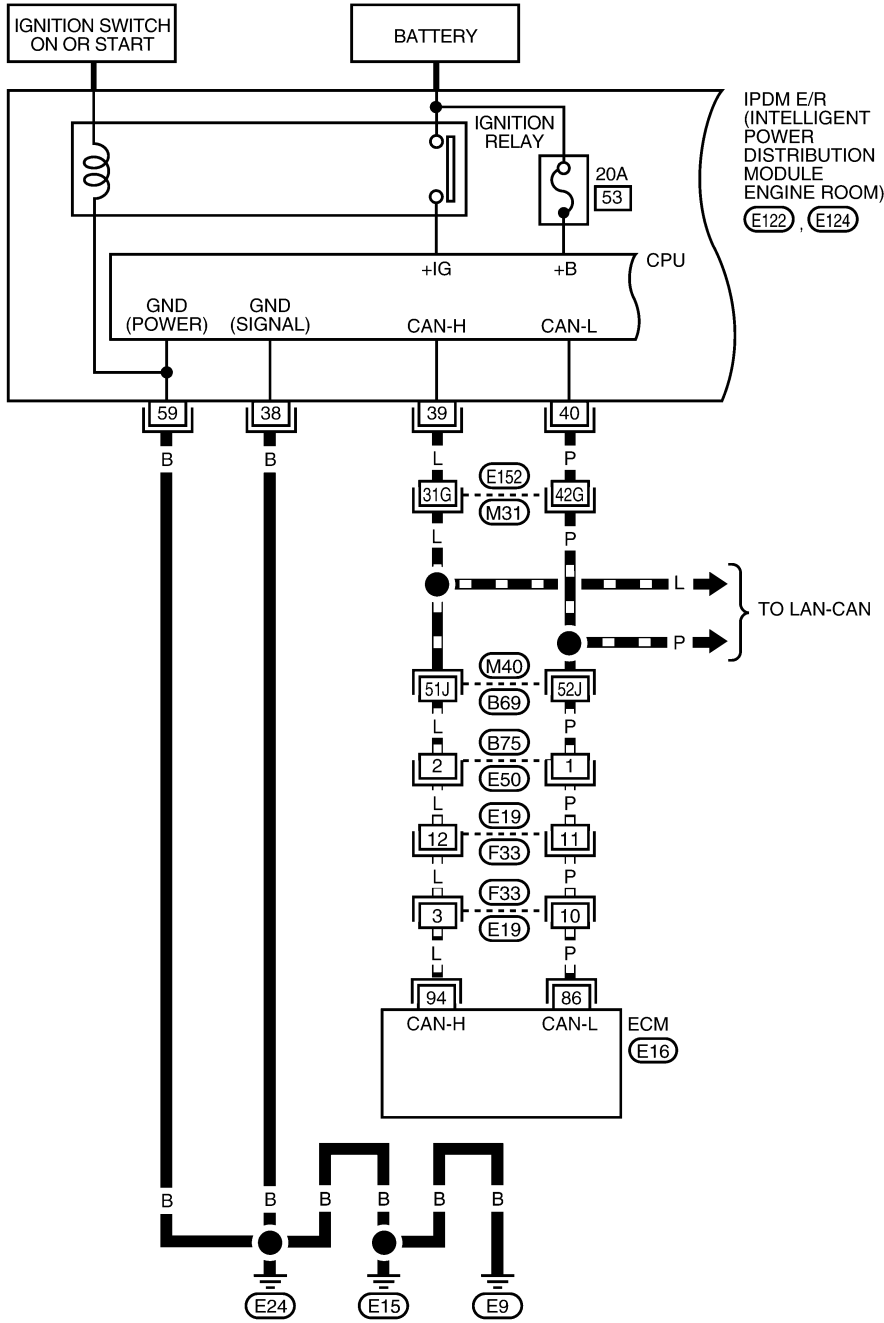 IGNITION SWITCH
ON OR START
BATTERY
IPDM E/R
(INTELLIGENT
POWER
DISTRIBUTION
MODULE
ENGINE ROOM)
E122 , E124
IGNITION
RELAY
20A
53
CPU
+IG
+B
GND
(POWER)
GND
(SIGNAL)
CAN-H
CAN-L
59
38
39
40
B
B
L
P
E152
31G
42G
M31
L
P
L
TO LAN-CAN
P
M40
51J
52J
B69
L
P
B75
2
1
E50
L
P
E19
12
11
F33
L
P
F33
3
10
E19
L
P
94
86
CAN-H
CAN-L
ECM
E16
B
B
B
B
B
B
E24
E15
E9